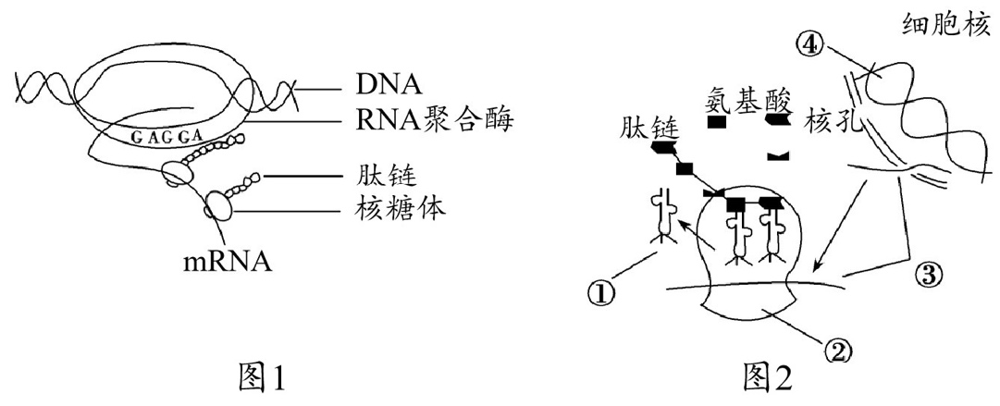 DNA
RNA聚合酶
GAGGA
肽链
核糖体
mRNA
图1
细胞核
④
氨基酸
核孔
肽链
①
③
②
图2